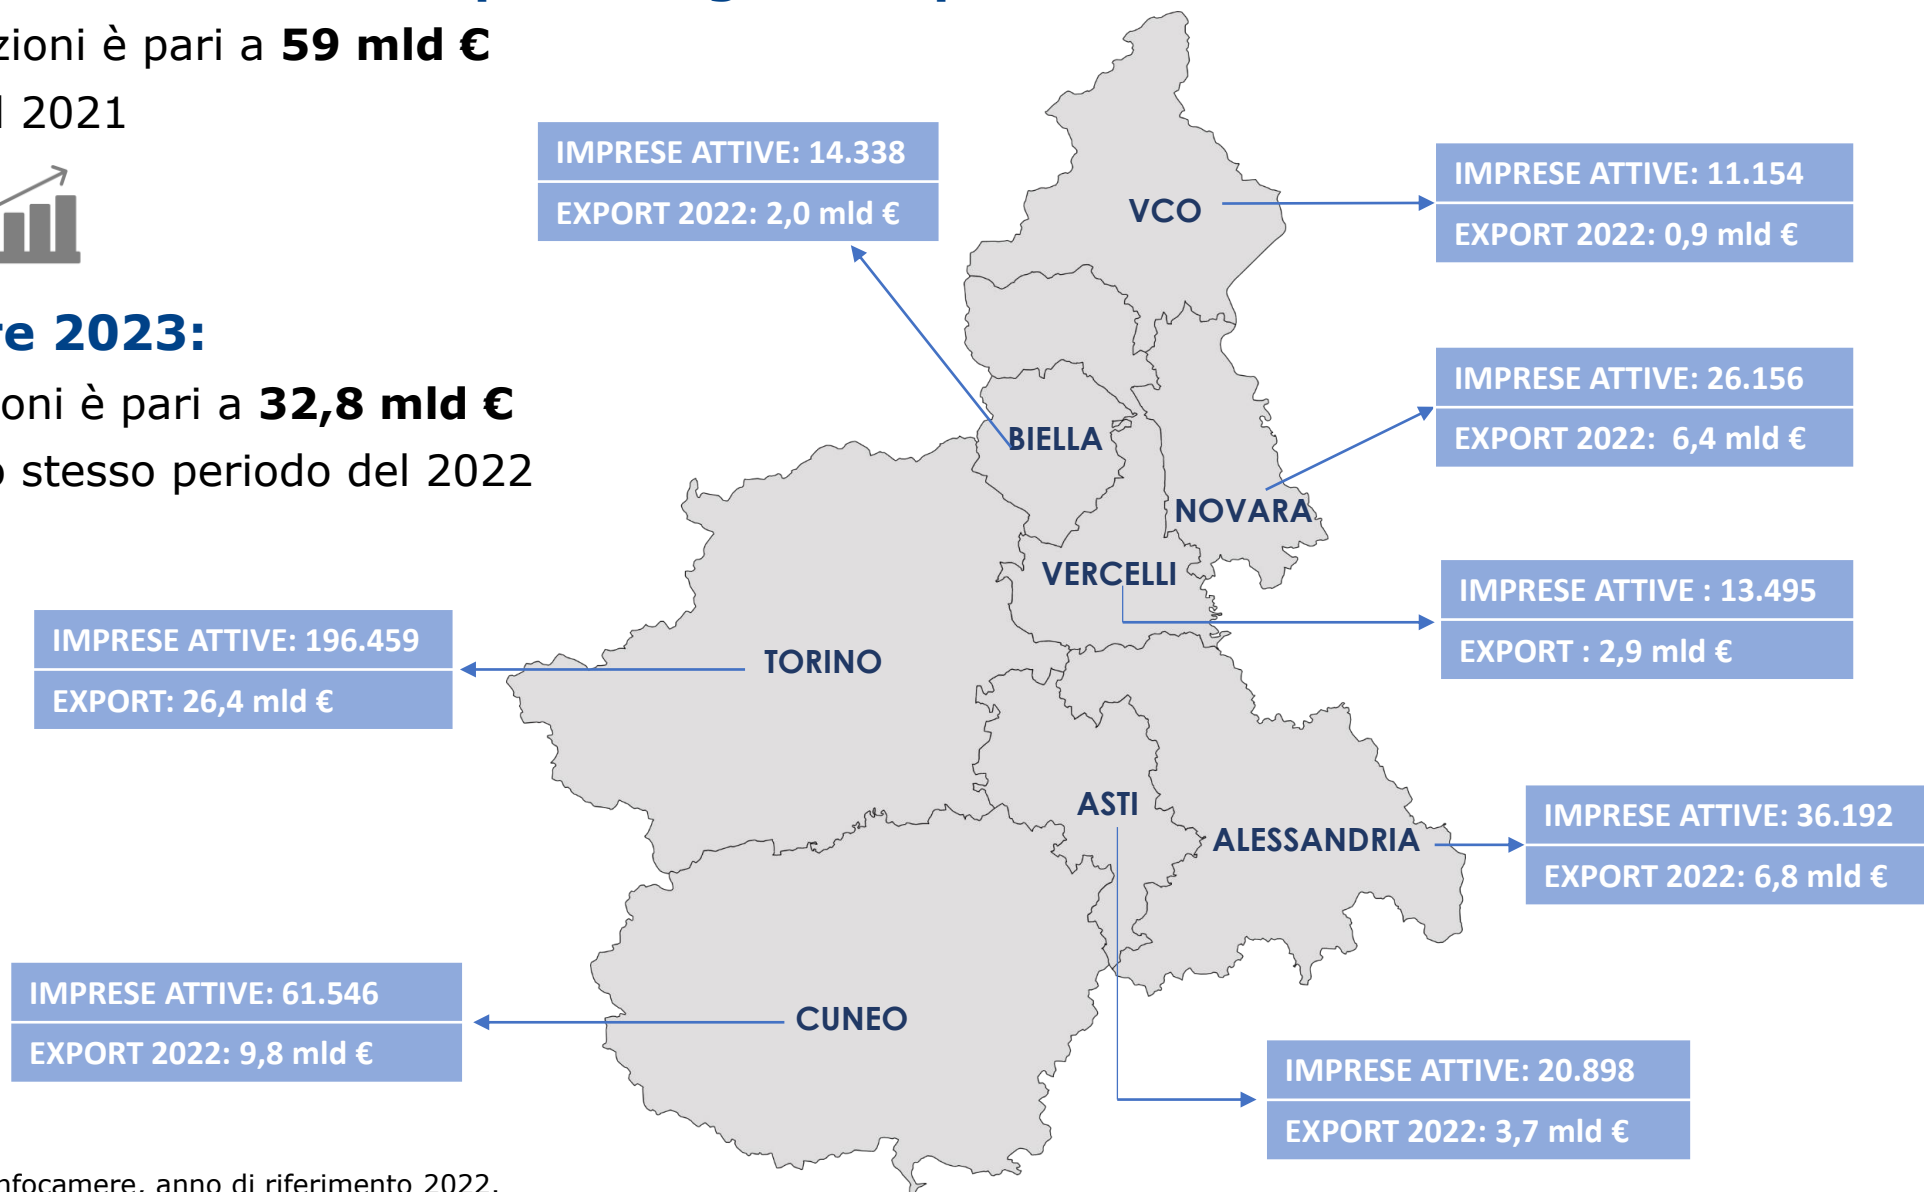 zioni è pari a 59 mld €
2021
re 2023:
oni è pari a 32,8 mld €
stesso periodo del 2022
IMPRESE ATTIVE: 14.338
EXPORT 2022: 2,0 mld €
IMPRESE ATTIVE: 11.154
EXPORT 2022: 0,9 mld €
VCO
IMPRESE ATTIVE: 26.156
EXPORT 2022: 6,4 mld €
BIELLA
NOVARA
VERCELLI
IMPRESE ATTIVE : 13.495
EXPORT : 2,9 mld €
IMPRESE ATTIVE: 196.459
EXPORT: 26,4 mld €
TORINO
ASTI
ALESSANDRIA
IMPRESE ATTIVE: 36.192
EXPORT 2022: 6,8 mld €
IMPRESE ATTIVE: 61.546
EXPORT 2022: 9,8 mld €
CUNEO
IMPRESE ATTIVE: 20.898
EXPORT 2022: 3,7 mld €
nfocamere, anno di riferimento 2022.